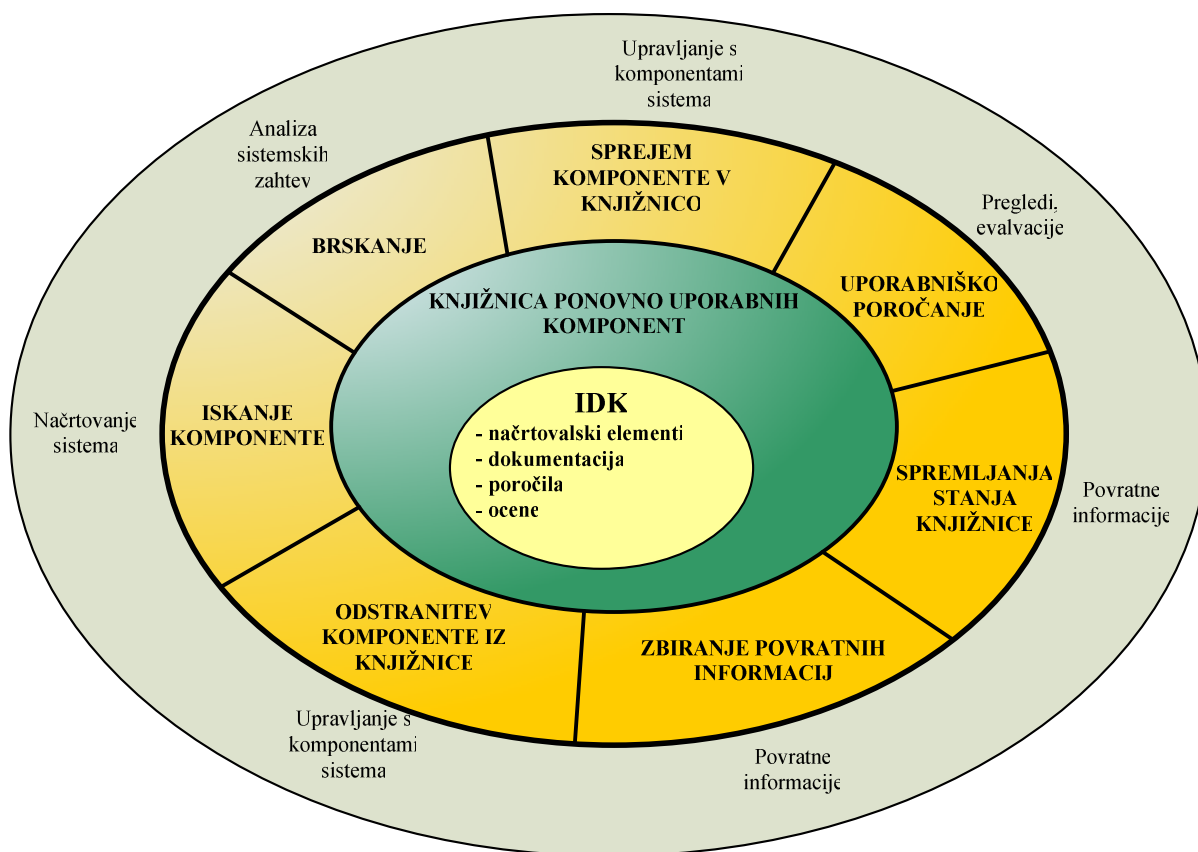 Upravljanje s
komponentami
sistema
Analiza
sistemskih
zahtev
SPREJEM
KOMPONENTE V
KNJIŽNICO
Pregledi,
evalvacije
BRSKANJE
UPORABNIŠKO
POROČANJE
KNJIŽNICA PONOVNO UPORABNIH
KOMPONENT
IDK
- načrtovalski elementi
- dokumentacija
- poročila
- ocene
Načrtovanje
sistema
ISKANJE
KOMPONENTE
SPREMLJANJA
STANJA
KNJIŽNICE
Povratne
informacije
ODSTRANITEV
KOMPONENTE IZ
KNJIŽNICE
ZBIRANJE POVRATNIH
INFORMACIJ
Upravljanje s
komponentami
sistema
Povratne
informacije